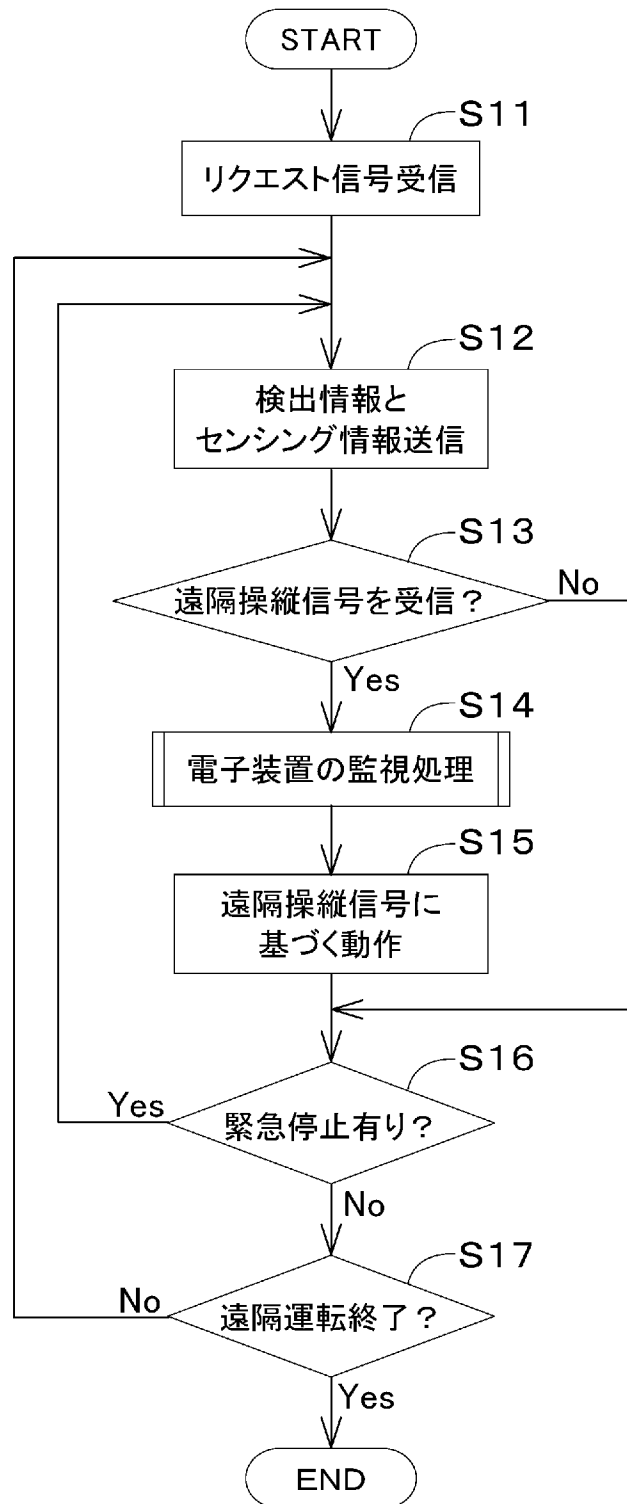 START
S11
リクエスト信号受信
S12
検出情報と
センシング情報送信
S13
遠隔操縦信号を受信？
No
Yes
S14
電子装置の監視処理
S15
遠隔操縦信号に
基づく動作
S16
Yes
緊急停止有り？
No
S17
No
遠隔運転終了？
Yes
END